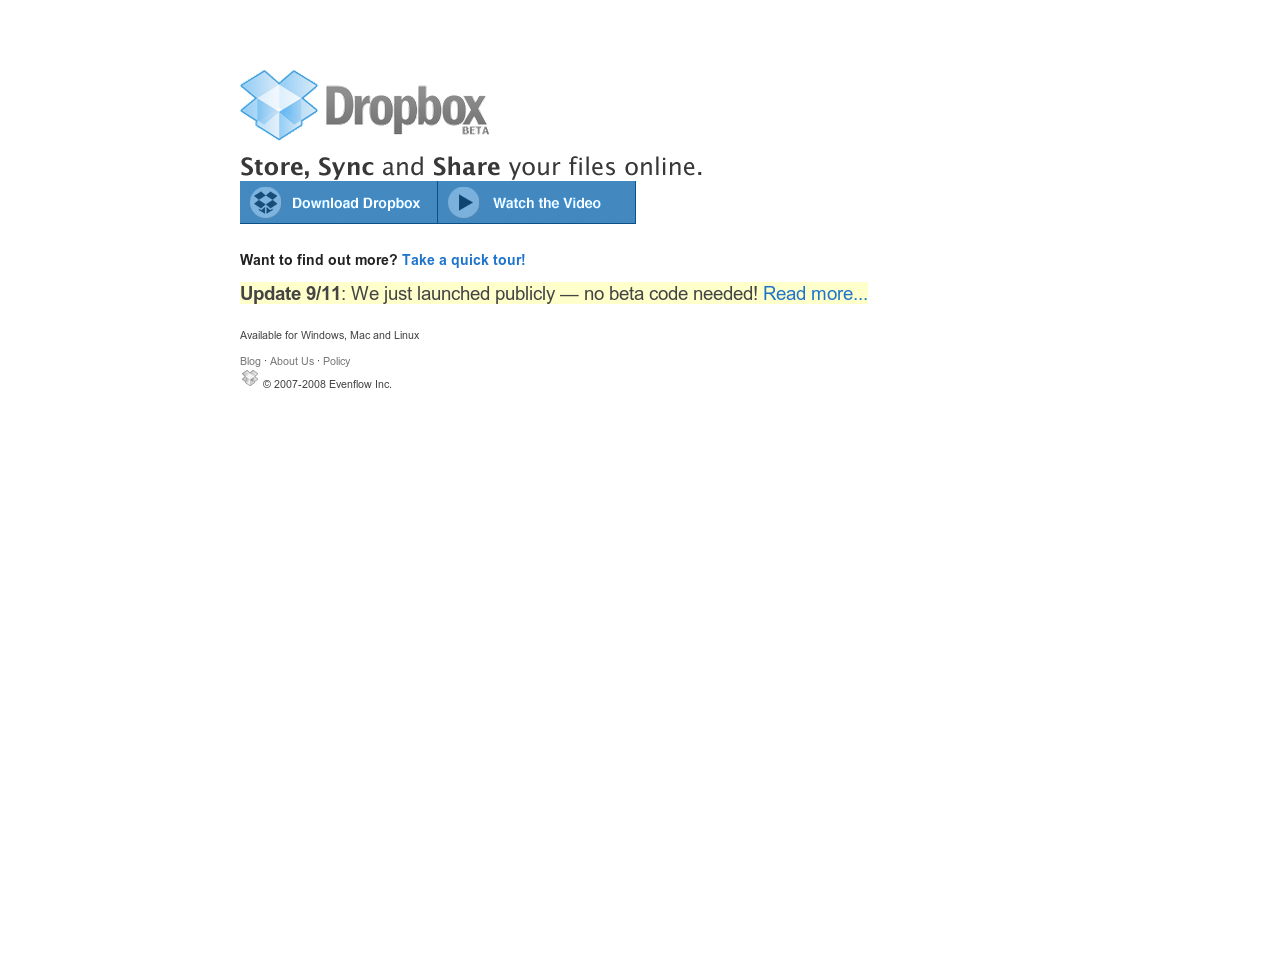 Dropbox
BETA
Store, Sync and Share your files online.
Download Dropbox Watch the Video
Want to find out more? Take a quick tour!
Update 9/11: We just launched publicly — no beta code needed! Read more...
Available for Windows, Mac and Linux
Blog · About Us · Policy
© 2007-2008 Evenflow Inc.